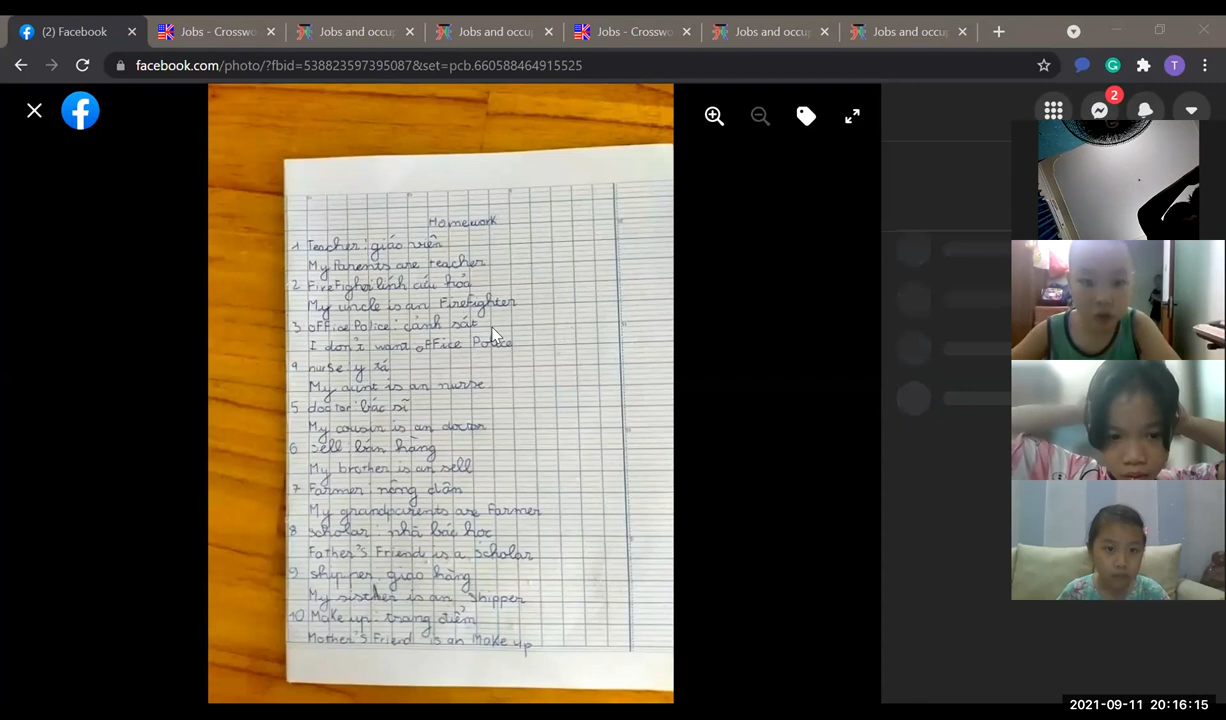 (2) Facebook
Jobs - Crosswo
Jobs and occup
Jobs and occup
Jobs - Crosswo
Jobs and occup
Jobs and occup
facebook.com/photo/?fbid=538823597395087&set=pcb.660588464915525
T
2
Homework
1 Teacher: giáo viên
My Parents are teacher
2 FireFighter lính cứu hỏa
My uncle is an FireFighter
3 oFFice Police: cảnh sát
I don't want oFFice Police
4 nurse y tá
My aunt is an nurse
5 doctor: bác sĩ
My cousin is an doctor
6 sell bán hàng
My brother is an sell
7 Farmer: nông dân
My grandparents are Farmer
8 scholar: nhà bác học
Father's Friend is a scholar
9 shipper: giao hàng
My is an shipper
10 Make up: trang điểm
Mother's Friend is an Make up
2021-09-11 20:16:15